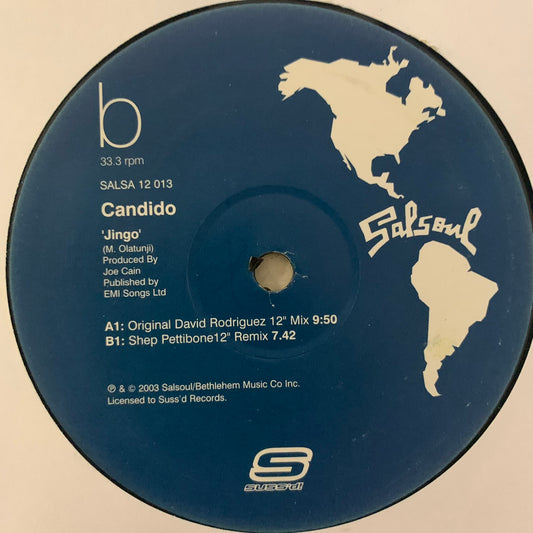 b
33.3 rpm
SALSA 12 013
Candido
'Jingo'
(M. Olatunji)
Produced By
Joe Cain
Published by
EMI Songs Ltd
A1: Original David Rodriguez 12" Mix 9:50
B1: Shep Pettibone12" Remix 7.42
℗ & © 2003 Salsoul/Bethlehem Music Co Inc.
Licensed to Suss'd Records.
Salsoul
S
SUSS'd!